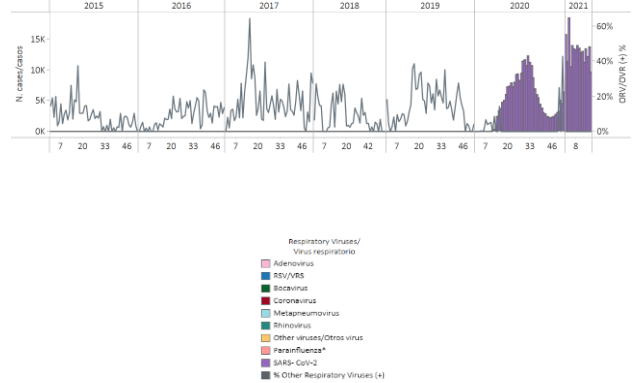 2015 2016 2017 2018 2019 2020 2021
N. cases/casos
15K
10K
5K
0K
60%
40%
20%
0%
ORV/OVR (+) %
7 20 33 46 7 20 33 46 7 20 33 46 7 20 42 7 20 33 46 7 20 33 46 8
Respiratory Viruses/
Virus respiratorio
Adenovirus
RSV/VRS
Bocavirus
Coronavirus
Metapneumovirus
Rhinovirus
Other viruses/Otros virus
Parainfluenza*
SARS- CoV-2
% Other Respiratory Viruses (+)